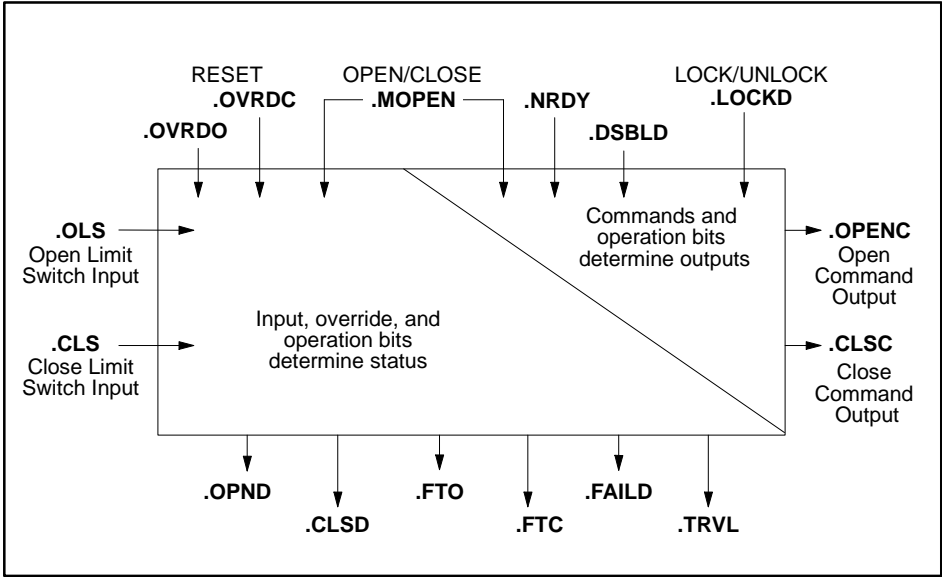 RESET
.OVRDC
.OVRDO
OPEN/CLOSE
.MOPEN
.NRDY
.DSBLD
LOCK/UNLOCK
.LOCKD
.OLS
Open Limit
Switch Input
.CLS
Close Limit
Switch Input
Commands and
operation bits
determine outputs
Input, override, and
operation bits
determine status
.OPENC
Open
Command
Output
.CLSC
Close
Command
Output
.OPND
.CLSD
.FTO
.FTC
.FAILD
.TRVL